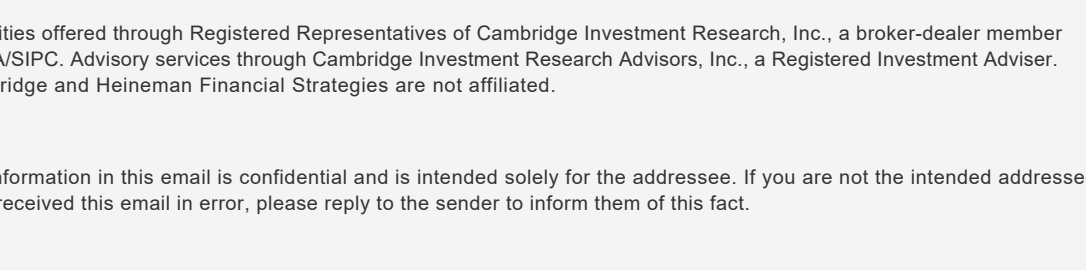 ities offered through Registered Representatives of Cambridge Investment Research, Inc., a broker-dealer member
A/SIPC. Advisory services through Cambridge Investment Research Advisors, Inc., a Registered Investment Adviser.
ridge and Heineman Financial Strategies are not affiliated.
nformation in this email is confidential and is intended solely for the addressee. If you are not the intended addresse
received this email in error, please reply to the sender to inform them of this fact.